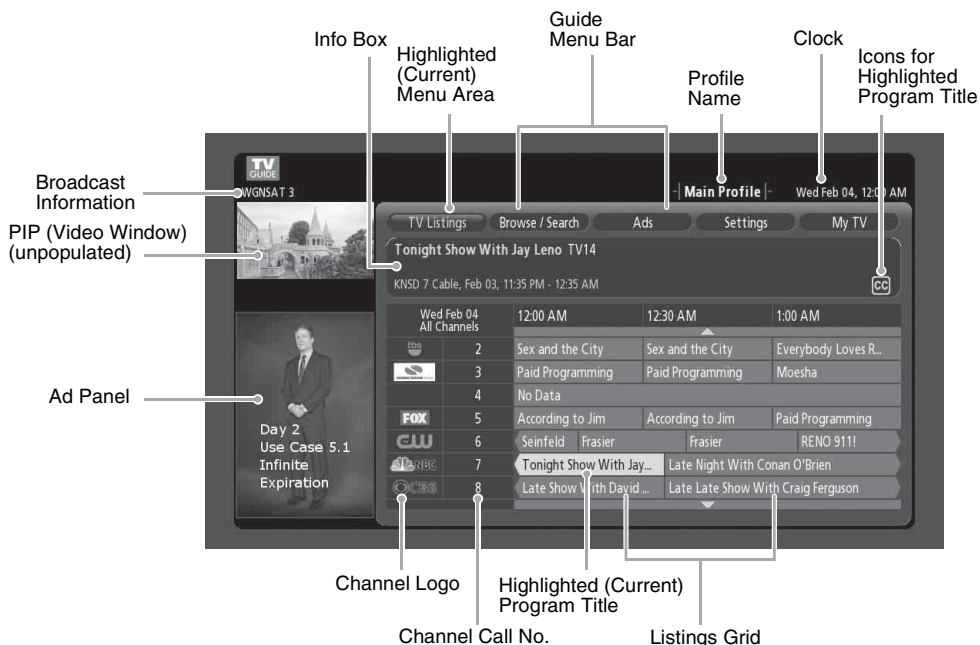 Info Box
Highlighted
(Current)
Menu Area
Guide
Menu Bar
Profile
Name
Clock
Icons for
Highlighted
Program Title
Broadcast
Information
PIP (Video Window)
(unpopulated)
Ad Panel
TV
GUIDE
WGNSAT 3
-| Main Profile |-
Wed Feb 04, 12:00 AM
TV Listings
Browse / Search
Ads
Settings
My TV
Tonight Show With Jay Leno TV14
KNSD 7 Cable, Feb 03, 11:35 PM - 12:35 AM
CC
Wed Feb 04
All Channels
12:00 AM
12:30 AM
1:00 AM
tbs
2
Sex and the City
Sex and the City
Everybody Loves R...
3
Paid Programming
Paid Programming
Moesha
4
No Data
FOX
5
According to Jim
According to Jim
Paid Programming
CW
6
Seinfeld
Frasier
Frasier
RENO 911!
NBC
7
Tonight Show With Jay...
Late Night With Conan O'Brien
CBS
8
Late Show With David ...
Late Late Show With Craig Ferguson
Day 2
Use Case 5.1
Infinite
Expiration
Channel Logo
Channel Call No.
Highlighted (Current)
Program Title
Listings Grid